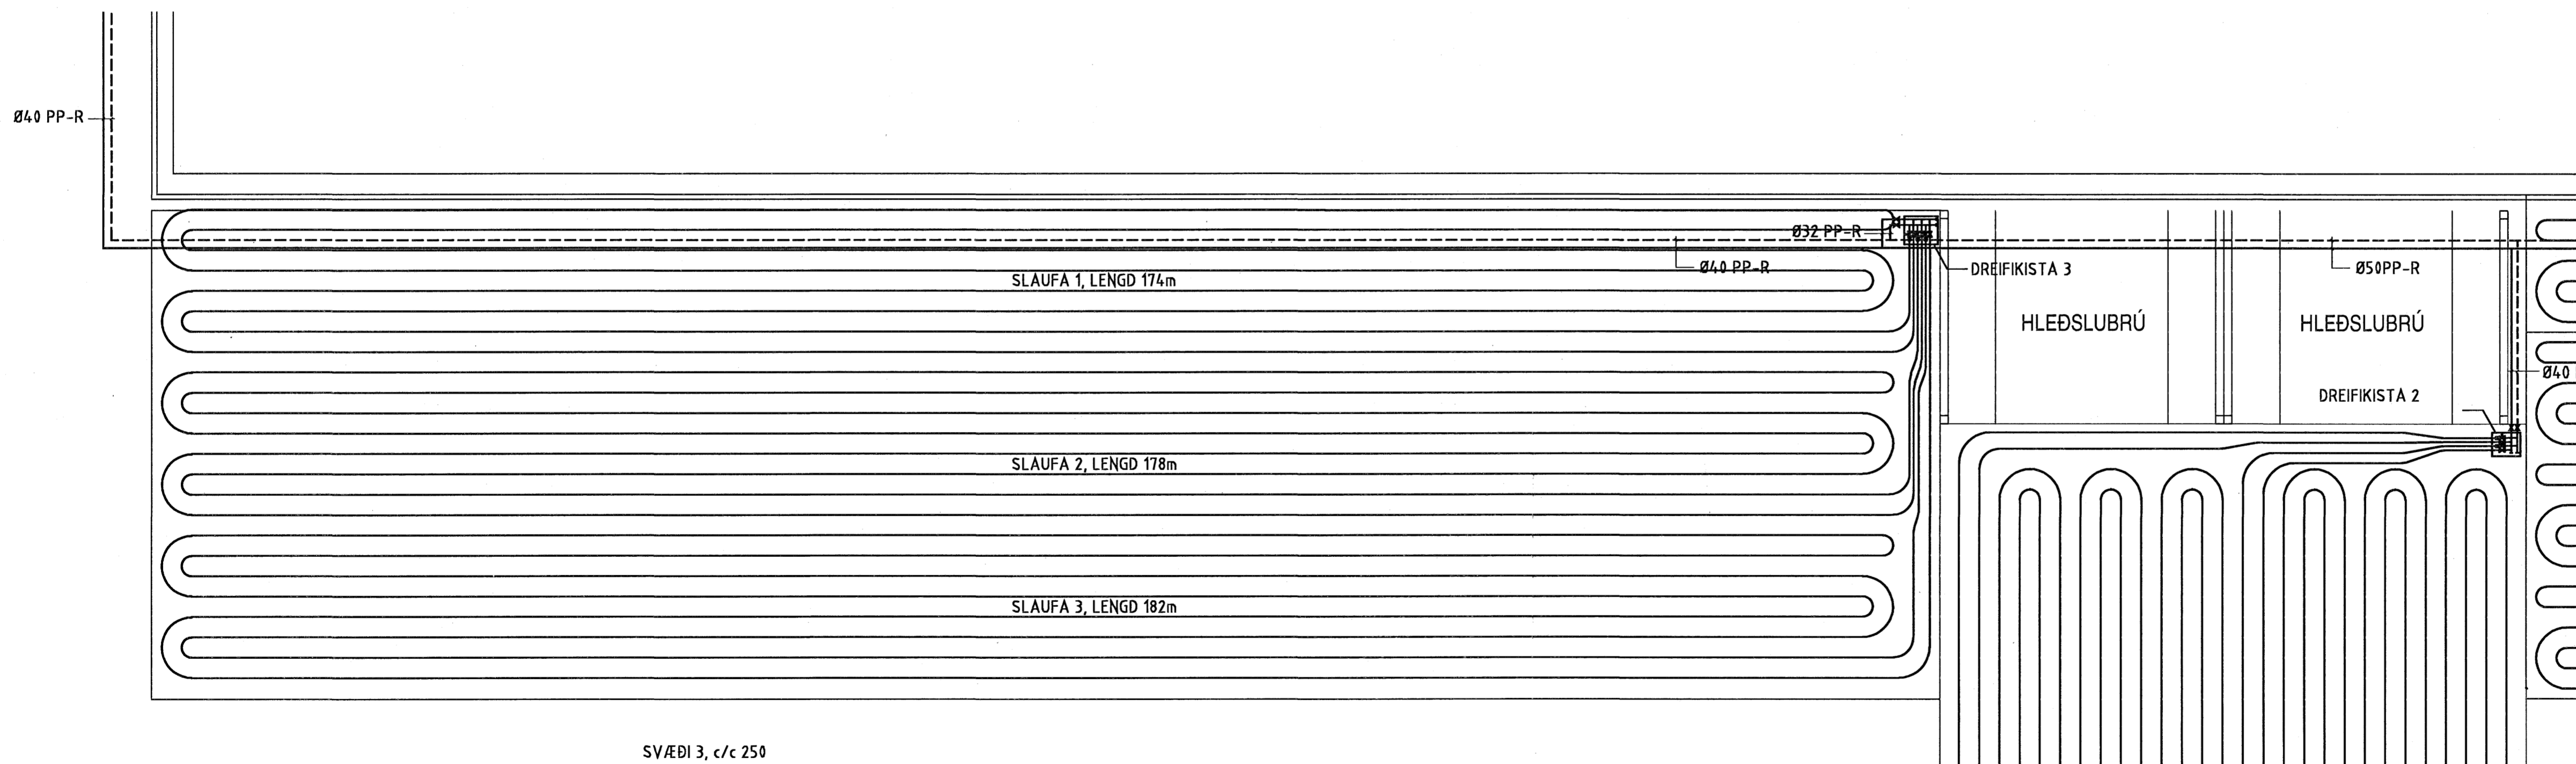 Ø40 PP-R
Ø32 PP-R
Ø40 PP-R
DREIFIKISTA 3
Ø50PP-R
SLAUFA 1, LENGD 174m
HLEÐSLUBRÚ
HLEÐSLUBRÚ
Ø40
DREIFIKISTA 2
SLAUFA 2, LENGD 178m
SLAUFA 3, LENGD 182m
SVÆÐI 3, c/c 250